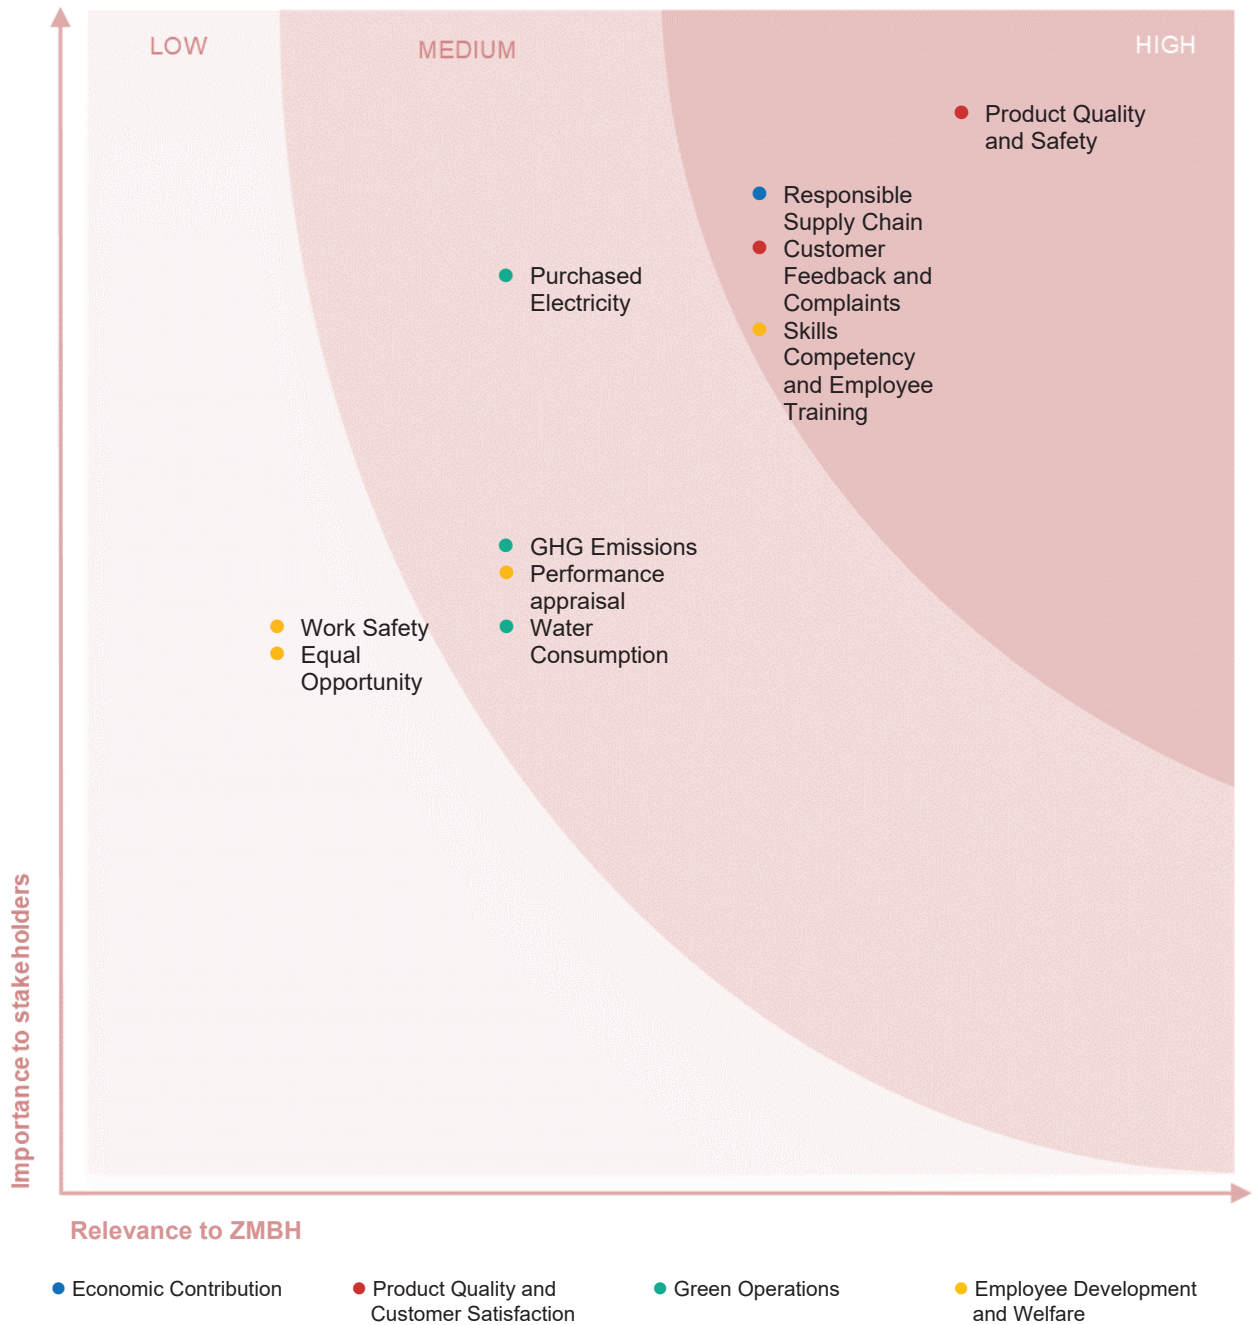 LOW
MEDIUM
HIGH
Product Quality
and Safety
Responsible
Supply Chain
Customer
Feedback and
Complaints
Skills
Competency
and Employee
Training
Purchased
Electricity
GHG Emissions
Performance
appraisal
Water
Consumption
Work Safety
Equal
Opportunity
Importance to stakeholders
Relevance to ZMBH
Economic Contribution
Product Quality and
Customer Satisfaction
Green Operations
Employee Development
and Welfare